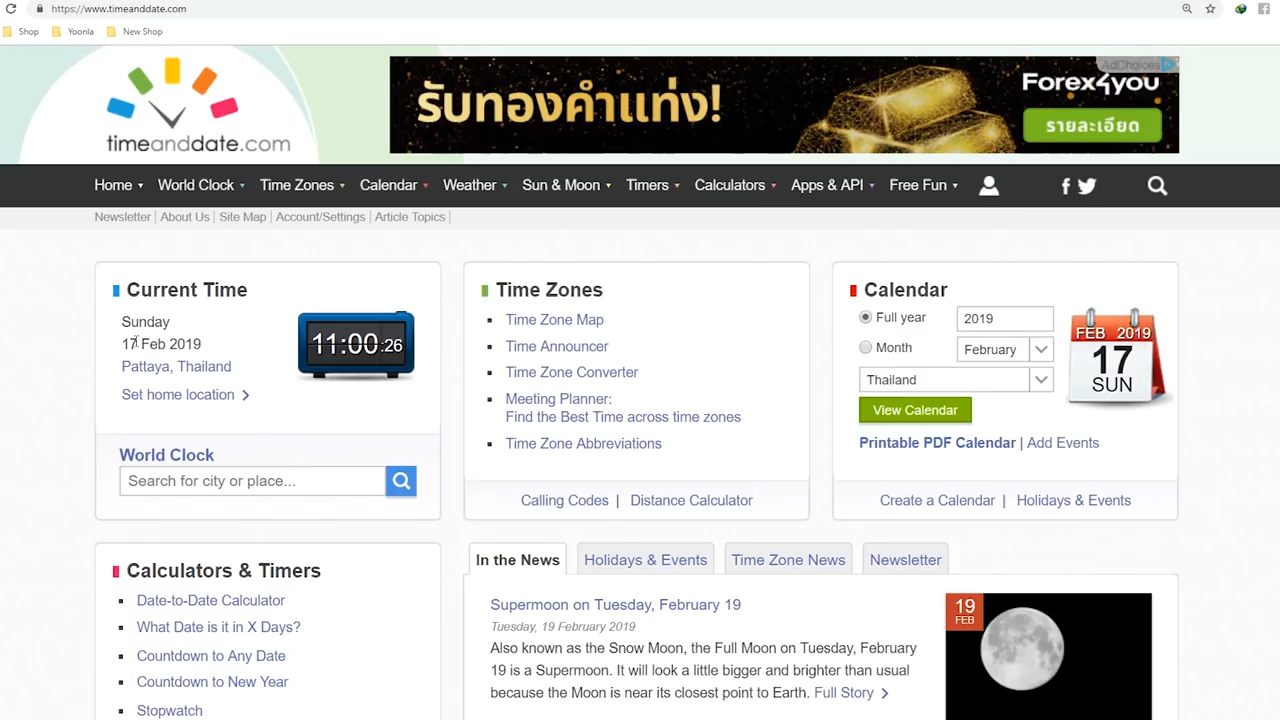 https://www.timeanddate.com
Shop
Yoonla
New Shop
timeanddate.com
AdChoices
รับทองคำแท่ง!
Forex4you
รายละเอียด
Home
World Clock
Time Zones
Calendar
Weather
Sun & Moon
Timers
Calculators
Apps & API
Free Fun
Newsletter | About Us | Site Map | Account/Settings | Article Topics |
Current Time
Sunday
17 Feb 2019
Pattaya, Thailand
Set home location
11:00:26
World Clock
Search for city or place...
Time Zones
Time Zone Map
Time Announcer
Time Zone Converter
Meeting Planner:
Find the Best Time across time zones
Time Zone Abbreviations
Calling Codes | Distance Calculator
Calendar
Full year
2019
Month
February
Thailand
View Calendar
FEB 2019
17
SUN
Printable PDF Calendar | Add Events
Create a Calendar | Holidays & Events
Calculators & Timers
Date-to-Date Calculator
What Date is it in X Days?
Countdown to Any Date
Countdown to New Year
Stopwatch
In the News
Holidays & Events
Time Zone News
Newsletter
Supermoon on Tuesday, February 19
Tuesday, 19 February 2019
Also known as the Snow Moon, the Full Moon on Tuesday, February
19 is a Supermoon. It will look a little bigger and brighter than usual
because the Moon is near its closest point to Earth. Full Story
19
FEB